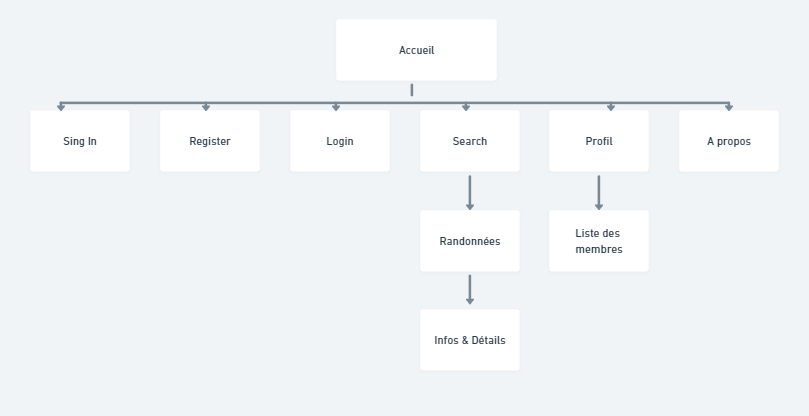 Accueil
Sing In
Register
Login
Search
Profil
A propos
Randonnées
Liste des
membres
Infos & Détails